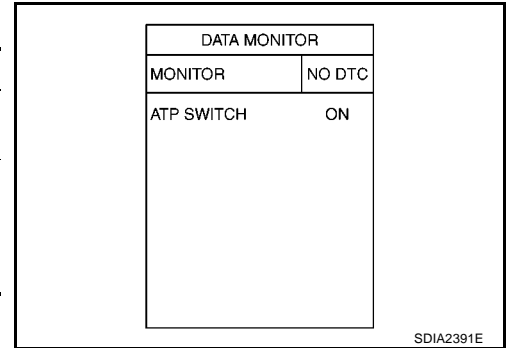 DATA MONITOR
MONITOR NO DTC
ATP SWITCH ON
SDIA2391E